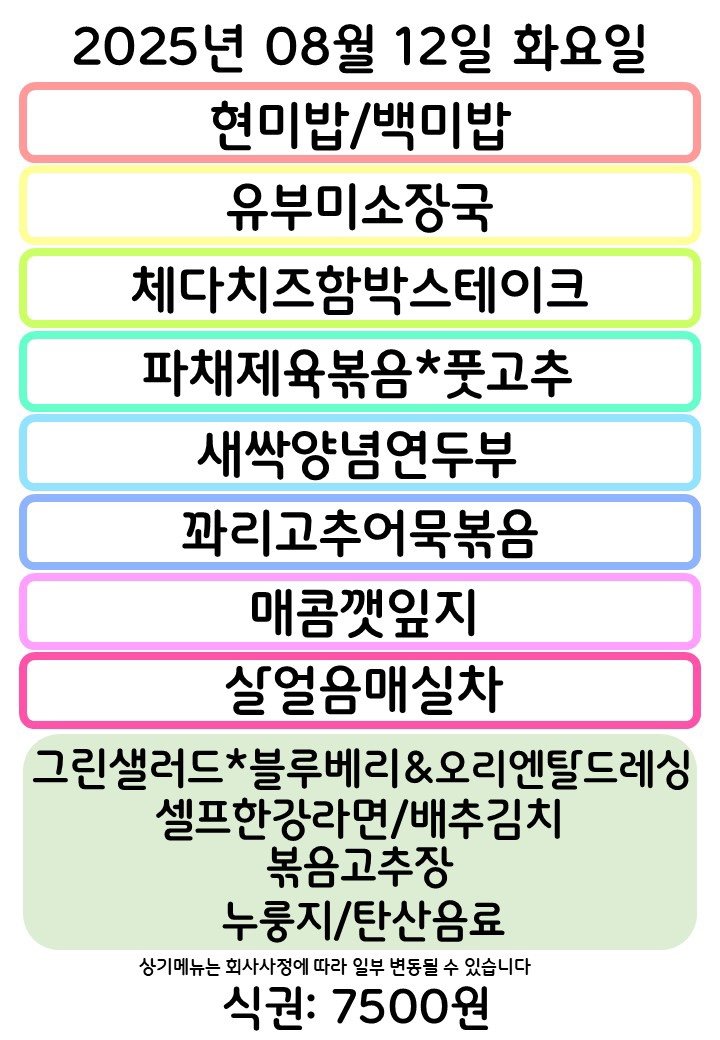 2025년 08월 12일 화요일
현미밥/백미밥
유부미소장국
체다치즈함박스테이크
파채제육볶음*풋고추
새싹양념연두부
꽈리고추어묵볶음
매콤깻잎지
살얼음매실차
그린샐러드*블루베리&오리엔탈드레싱
셀프한강라면/배추김치
볶음고추장
누룽지/탄산음료
상기메뉴는 회사사정에 따라 일부 변동될 수 있습니다
식권: 7500원